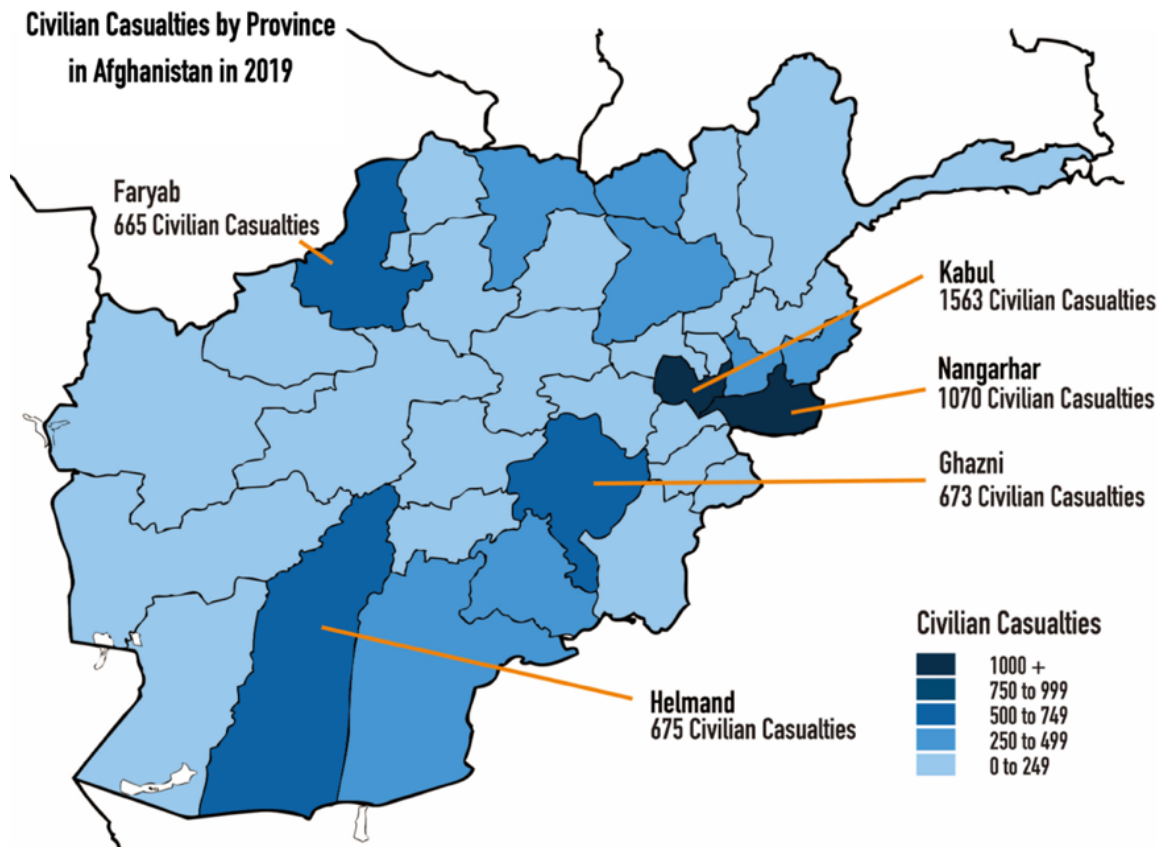 Civilian Casualties by Province
in Afghanistan in 2019
Faryab
665 Civilian Casualties
Kabul
1563 Civilian Casualties
Nangarhar
1070 Civilian Casualties
Ghazni
673 Civilian Casualties
Helmand
675 Civilian Casualties
Civilian Casualties
1000 +
750 to 999
500 to 749
250 to 499
0 to 249